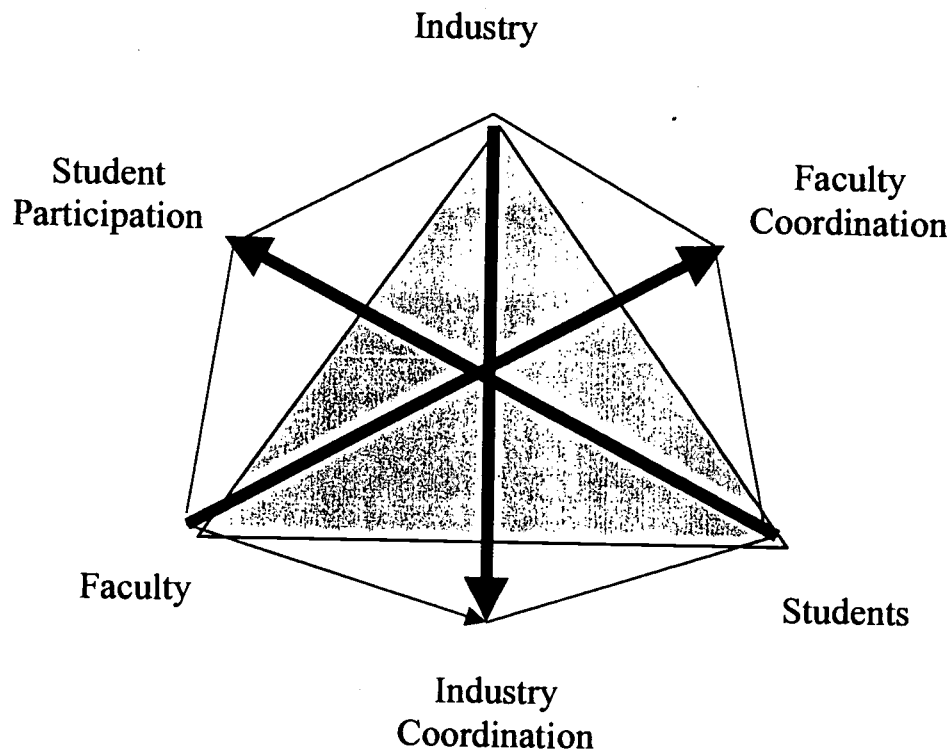 Industry
Student
Participation
Faculty
Coordination
Faculty
Students
Industry
Coordination